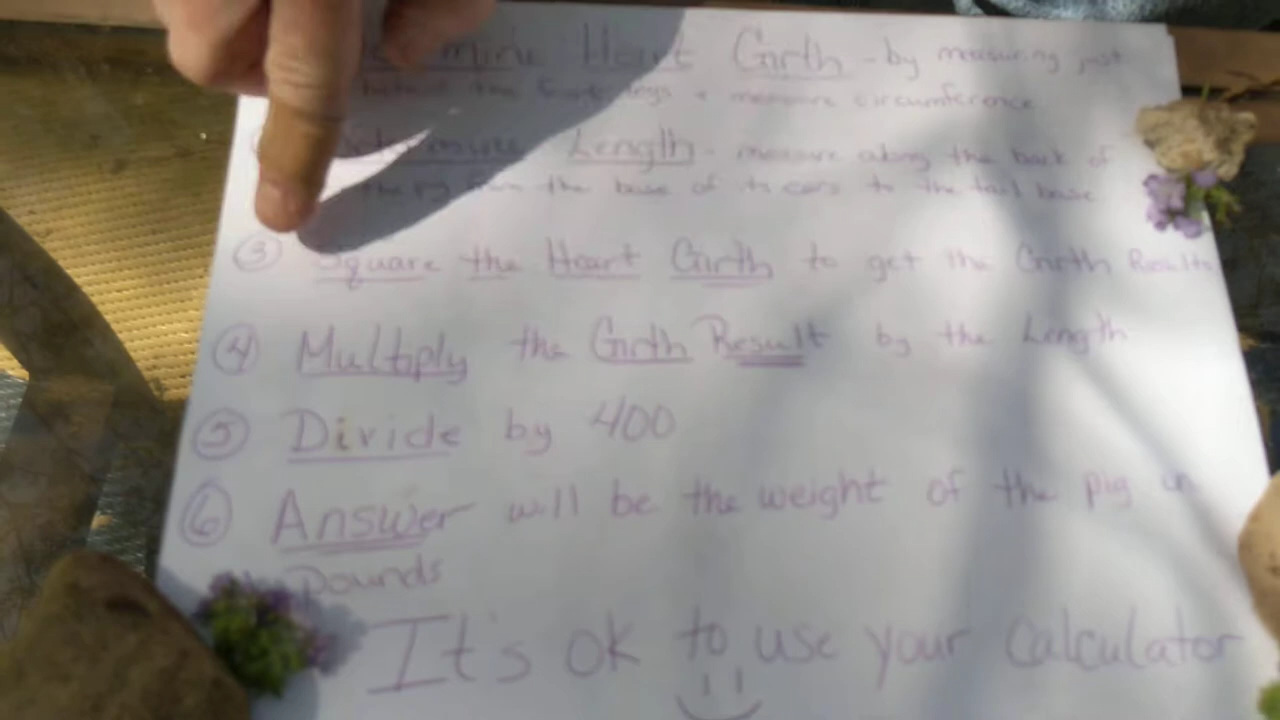 Heart Girth - by measuring just
behind the front legs + measure circumference
Determine Length - measure along the back of
the pig from the base of its ears to the tail base
③ Square the Heart Girth to get the Girth Results
④ Multiply the Girth Result by the Length
⑤ Divide by 400
⑥ Answer will be the weight of the pig in
pounds
It's ok to use your calculator